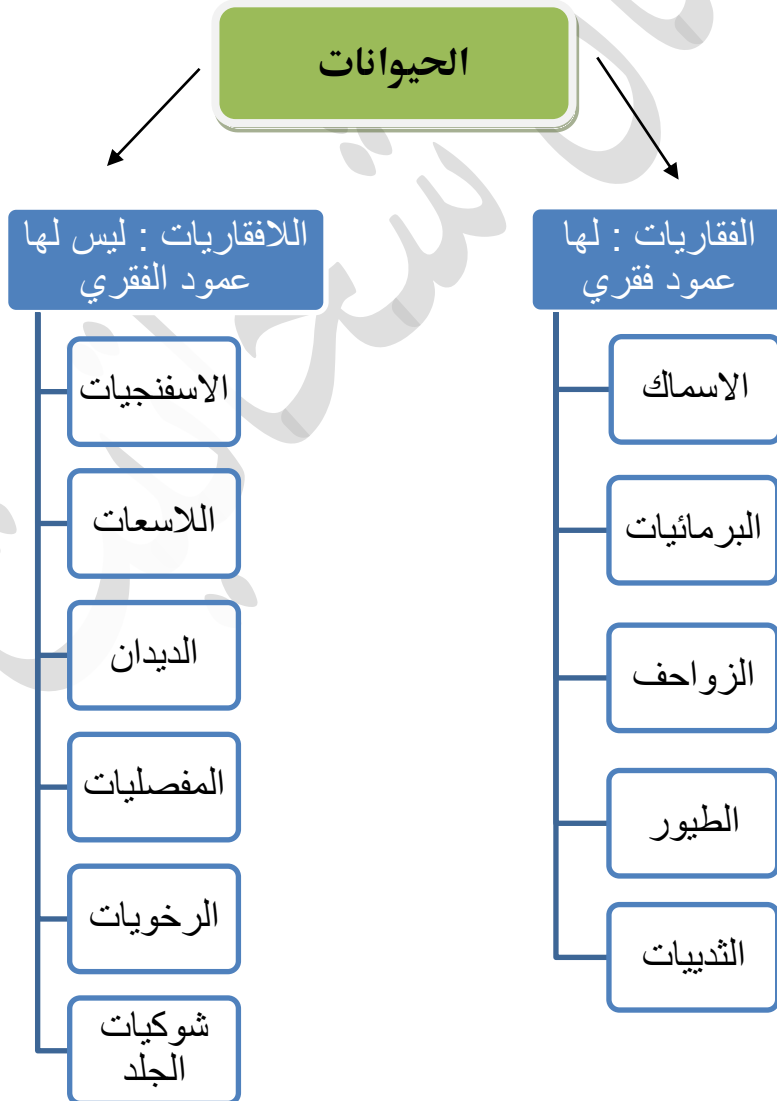 الحيوانات
الفقاريات : لها
عمود فقري
الاسماك
البرمائيات
الزواحف
الطيور
الثدييات
اللافقاريات : ليس لها
عمود الفقري
الاسفنجيات
اللاسعات
الديدان
المفصليات
الرخويات
شوكيات
الجلد